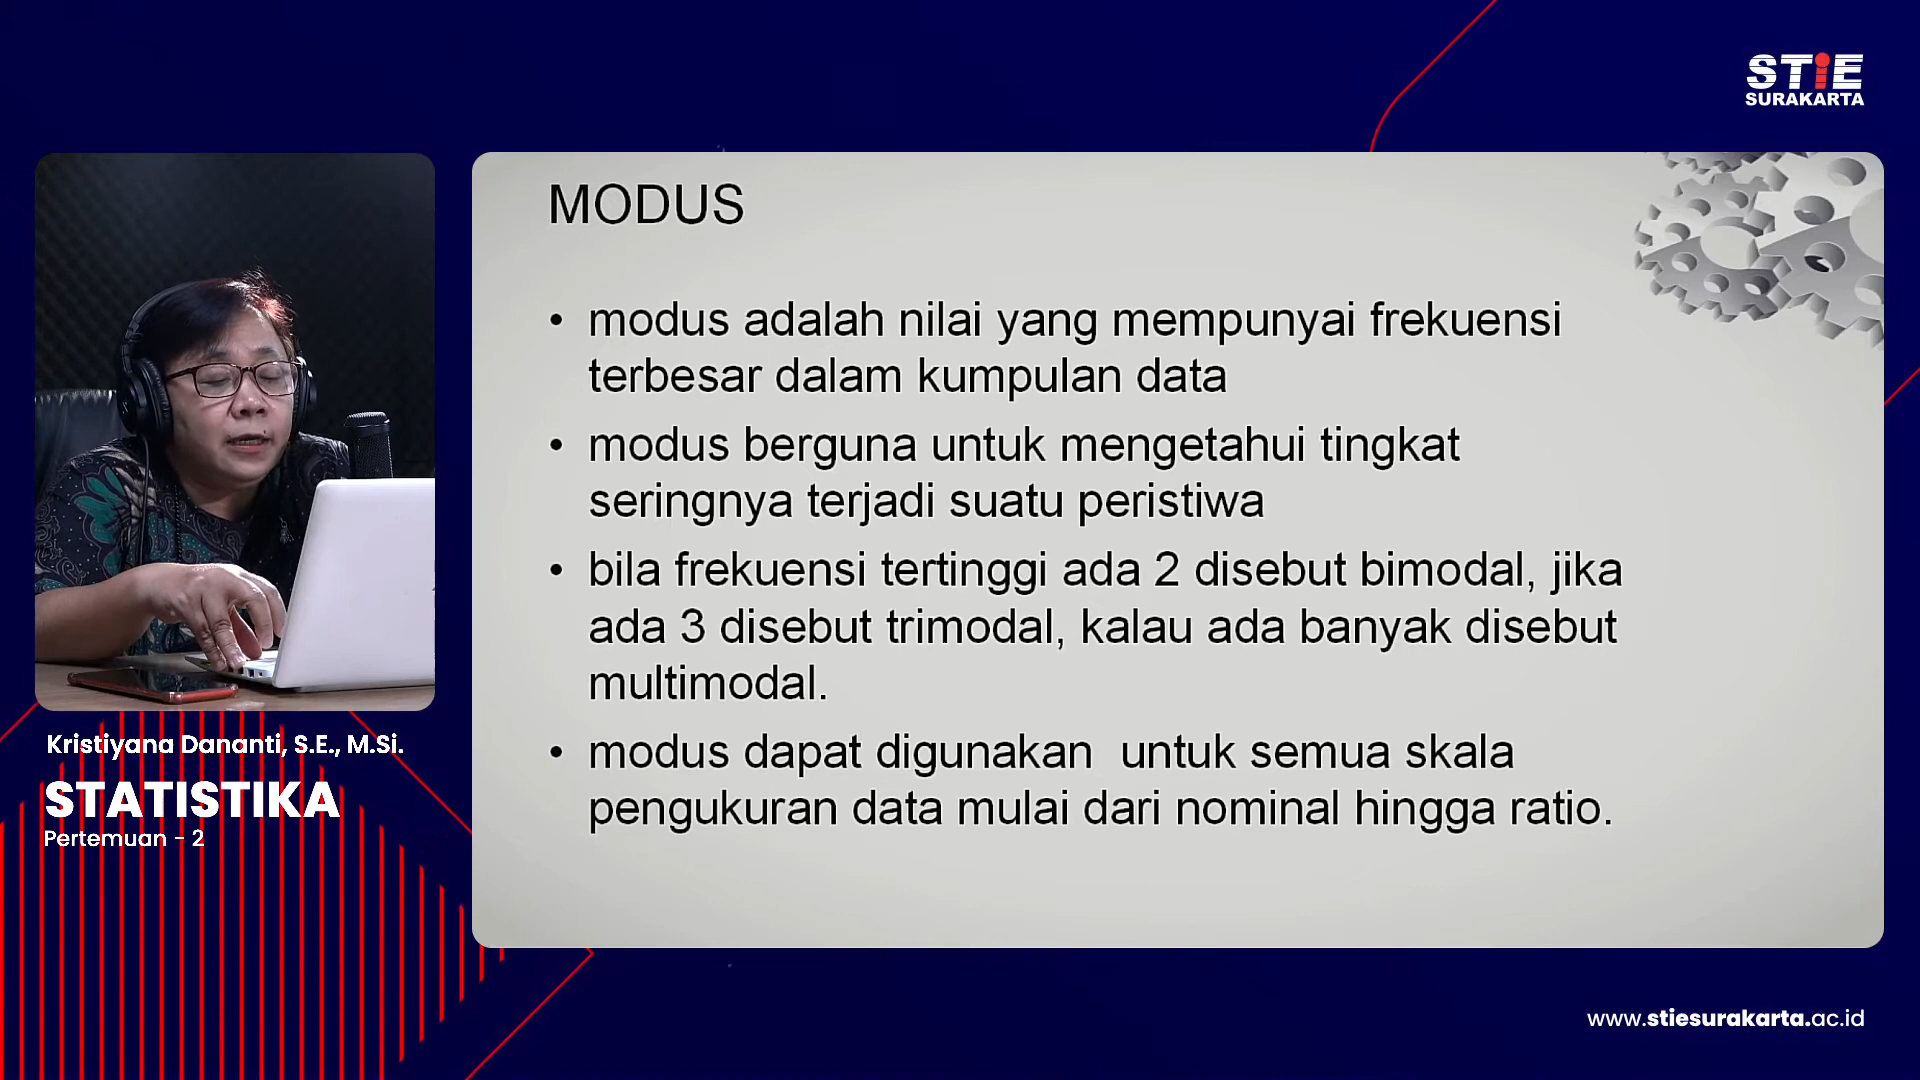 STiE
SURAKARTA
MODUS
• modus adalah nilai yang mempunyai frekuensi
terbesar dalam kumpulan data
• modus berguna untuk mengetahui tingkat
seringnya terjadi suatu peristiwa
• bila frekuensi tertinggi ada 2 disebut bimodal, jika
ada 3 disebut trimodal, kalau ada banyak disebut
multimodal.
• modus dapat digunakan  untuk semua skala
pengukuran data mulai dari nominal hingga ratio.
Kristiyana Dananti, S.E., M.Si.
STATISTIKA
Pertemuan - 2
www.stiesurakarta.ac.id